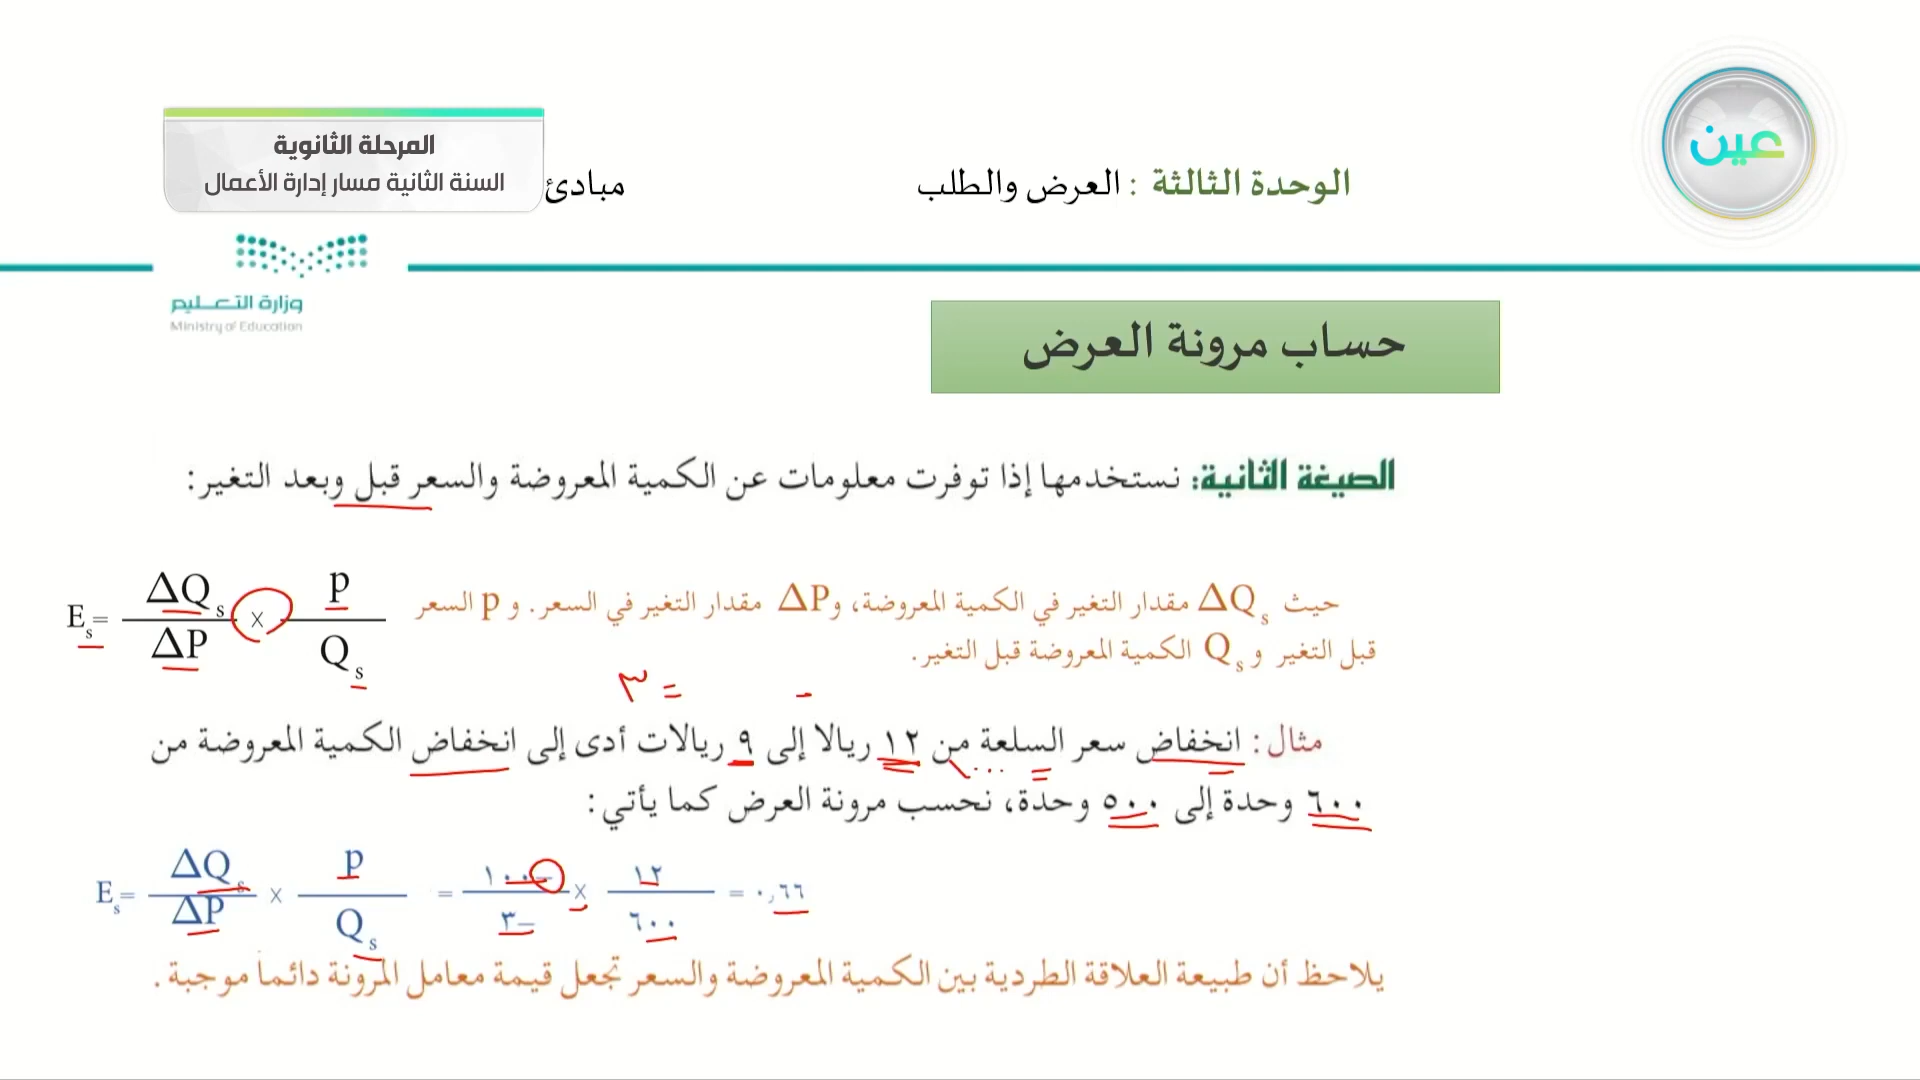 عين
المرحلة الثانوية
السنة الثانية مسار إدارة الأعمال
الوحدة الثالثة : العرض والطلب
مبادئ
وزارة التعليم
Ministry of Education
حساب مرونة العرض
الصيغة الثانية: نستخدمها إذا توفرت معلومات عن الكمية المعروضة والسعر قبل وبعد التغير:
Es= ΔQs / ΔP × p / Qs
حيث ΔQs مقدار التغير في الكمية المعروضة، وΔP مقدار التغير في السعر. و p السعر
قبل التغير و Qs الكمية المعروضة قبل التغير.
= ٣
-
مثال: انخفاض سعر السلعة من ١٢ ريالا إلى ٩ ريالات أدى إلى انخفاض الكمية المعروضة من
٦٠٠ وحدة إلى ٥٠٠ وحدة، نحسب مرونة العرض كما يأتي:
Es= ΔQs / ΔP × p / Qs = ١٠٠− / ٣− × ١٢ / ٦٠٠ = ٠,٦٦
يلاحظ أن طبيعة العلاقة الطردية بين الكمية المعروضة والسعر تجعل قيمة معامل المرونة دائماً موجبة.